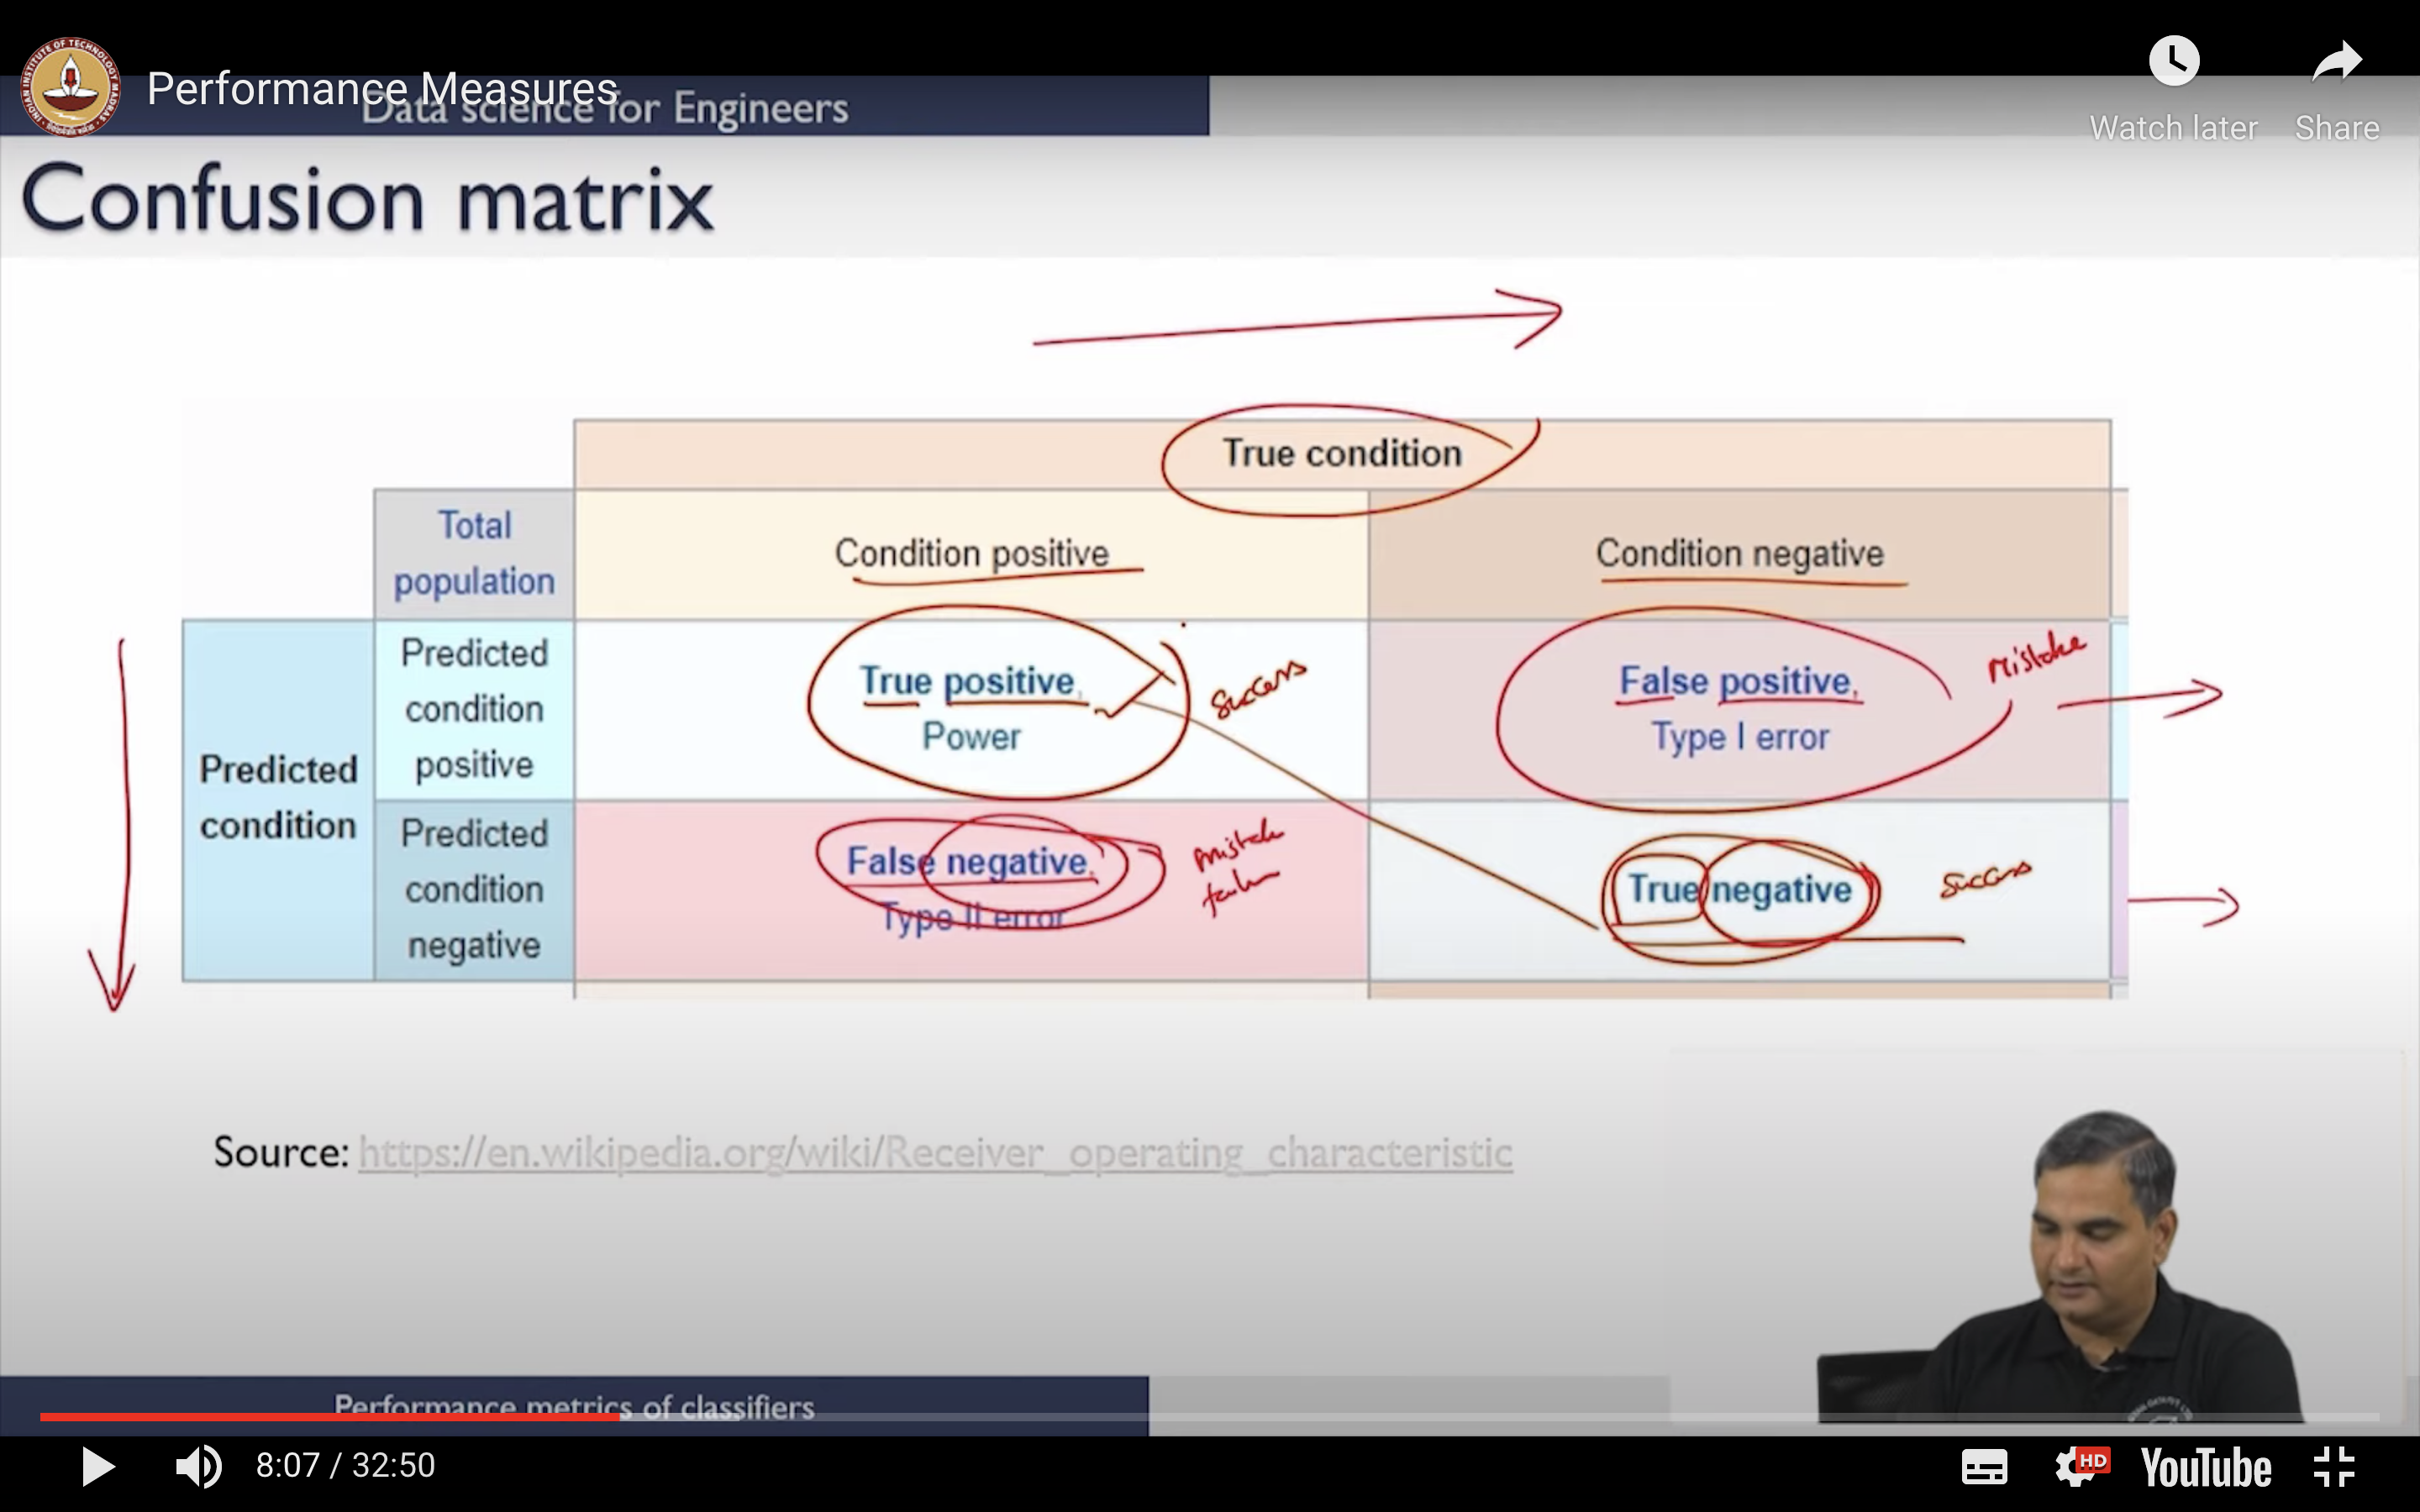 Performance Measures
Data science for Engineers
Watch later
Share
Confusion matrix
True condition
Total
population
Condition positive
Condition negative
Predicted
condition
Predicted
condition
positive
True positive,
Power
success
False positive,
Type I error
mistake
Predicted
condition
negative
False negative,
Type II error
mistake
True negative
success
Source: https://en.wikipedia.org/wiki/Receiver_operating_characteristic
Performance metrics of classifiers
8:07 / 32:50
HD
YouTube